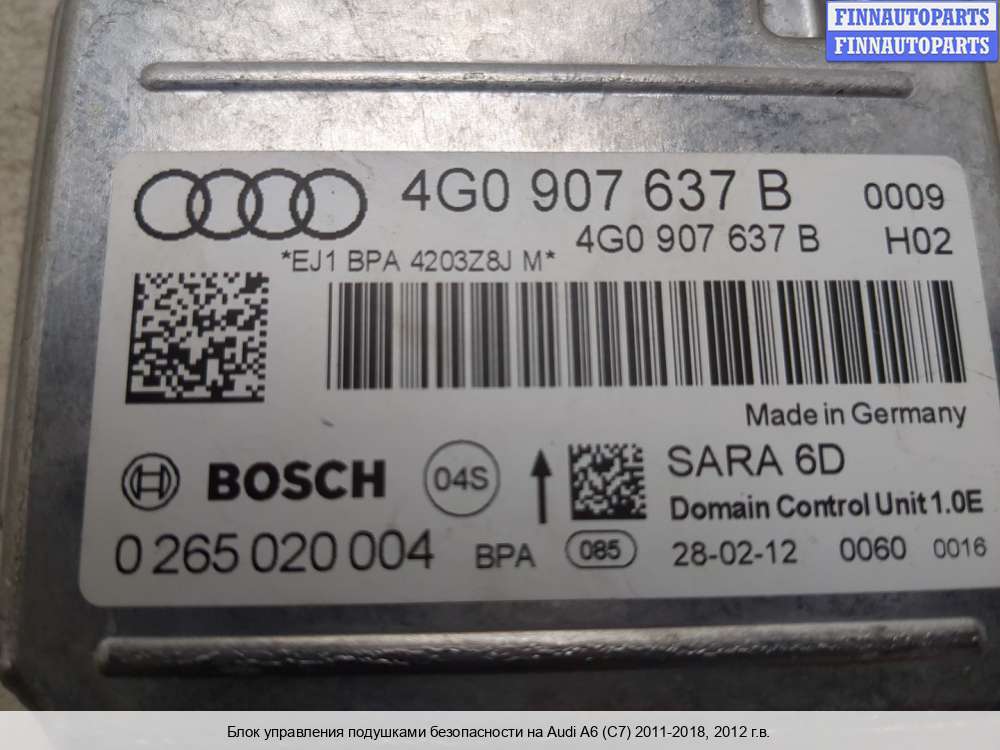 FINNAUTOPARTS
FINNAUTOPARTS
4G0 907 637 B 0009
4G0 907 637 B H02
*EJ1 BPA 4203Z8J M*
Made in Germany
BOSCH 04S SARA 6D
Domain Control Unit 1.0E
0 265 020 004 BPA 085 28-02-12 0060 0016
Блок управления подушками безопасности на Audi A6 (C7) 2011-2018, 2012 г.в.